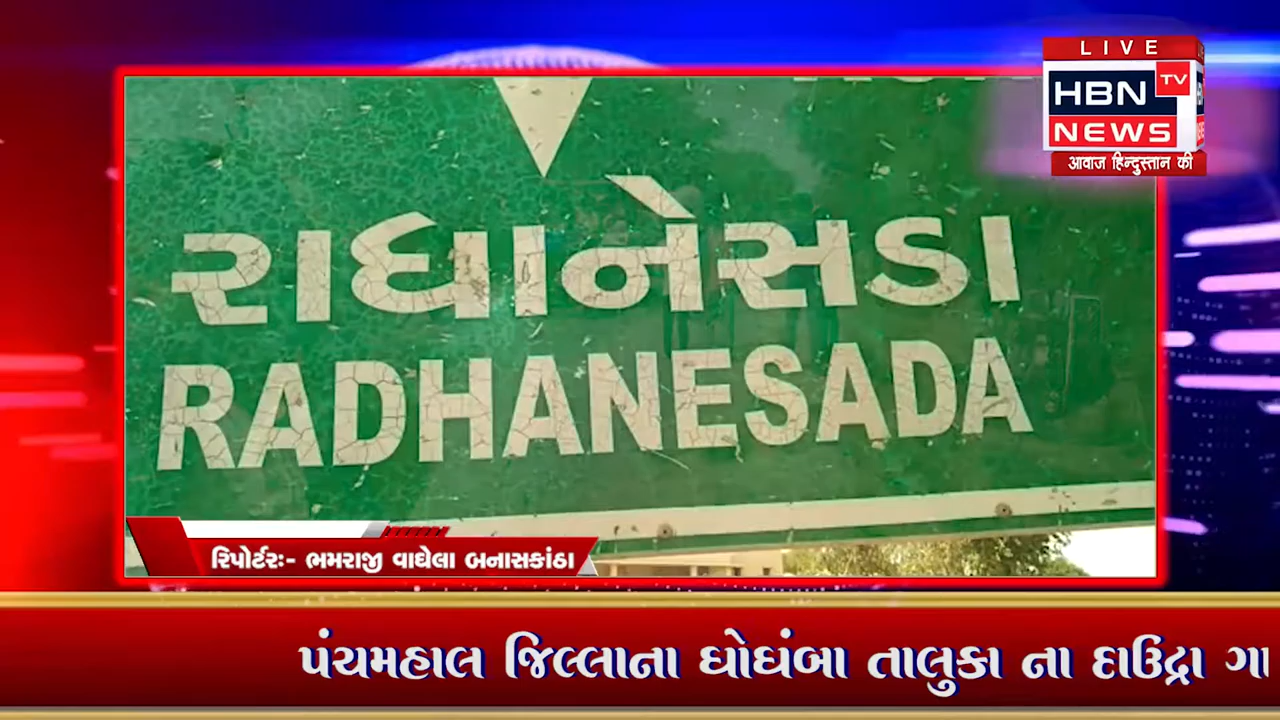 LIVE
HBN TV
NEWS
आवाज हिन्दुस्तान की
રાધાનેસડા
RADHANESADA
રિપોર્ટરઃ- ભમરાજી વાઘેલા બનાસકાંઠા
પંચમહાલ જિલ્લાના ઘોઘંબા તાલુકા ના દાઉદ્રા ગા